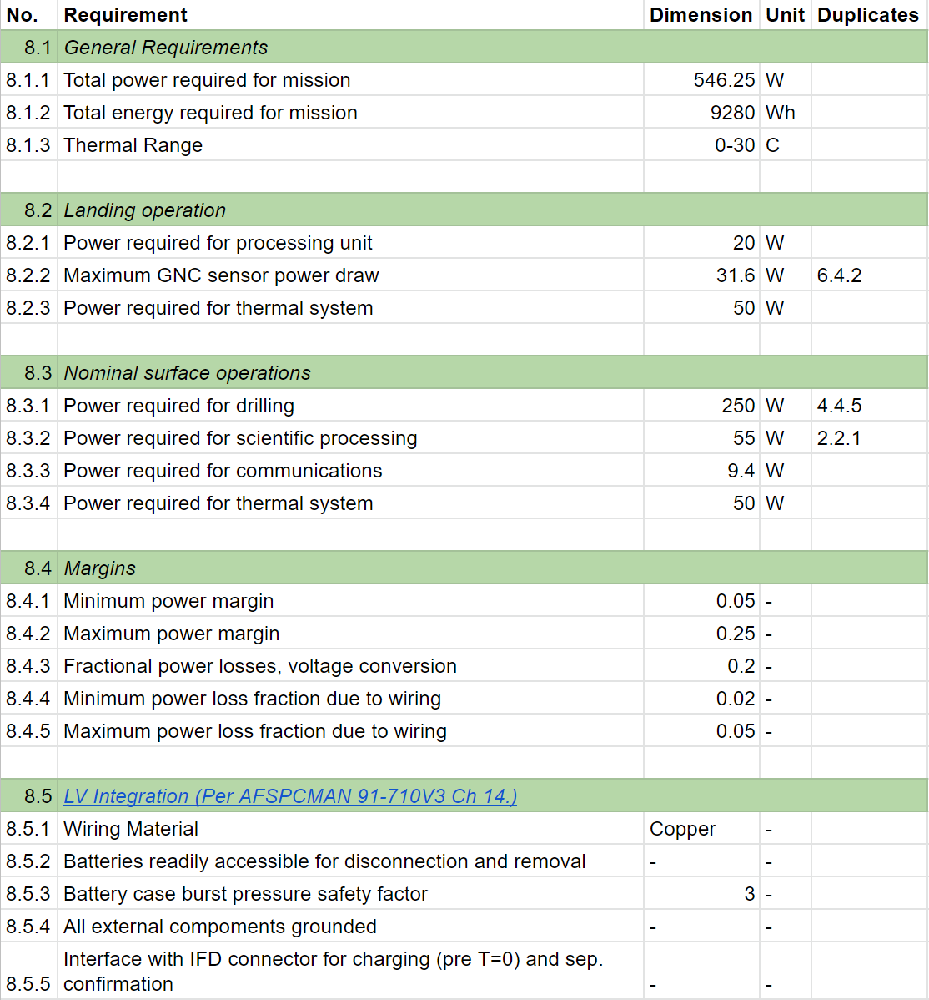 No. Requirement Dimension Unit Duplicates
8.1 General Requirements
8.1.1 Total power required for mission 546.25 W
8.1.2 Total energy required for mission 9280 Wh
8.1.3 Thermal Range 0-30 C
8.2 Landing operation
8.2.1 Power required for processing unit 20 W
8.2.2 Maximum GNC sensor power draw 31.6 W 6.4.2
8.2.3 Power required for thermal system 50 W
8.3 Nominal surface operations
8.3.1 Power required for drilling 250 W 4.4.5
8.3.2 Power required for scientific processing 55 W 2.2.1
8.3.3 Power required for communications 9.4 W
8.3.4 Power required for thermal system 50 W
8.4 Margins
8.4.1 Minimum power margin 0.05 -
8.4.2 Maximum power margin 0.25 -
8.4.3 Fractional power losses, voltage conversion 0.2 -
8.4.4 Minimum power loss fraction due to wiring 0.02 -
8.4.5 Maximum power loss fraction due to wiring 0.05 -
8.5 LV Integration (Per AFSPCMAN 91-710V3 Ch 14.)
8.5.1 Wiring Material Copper -
8.5.2 Batteries readily accessible for disconnection and removal - -
8.5.3 Battery case burst pressure safety factor 3 -
8.5.4 All external compoments grounded - -
Interface with IFD connector for charging (pre T=0) and sep.
8.5.5 confirmation - -